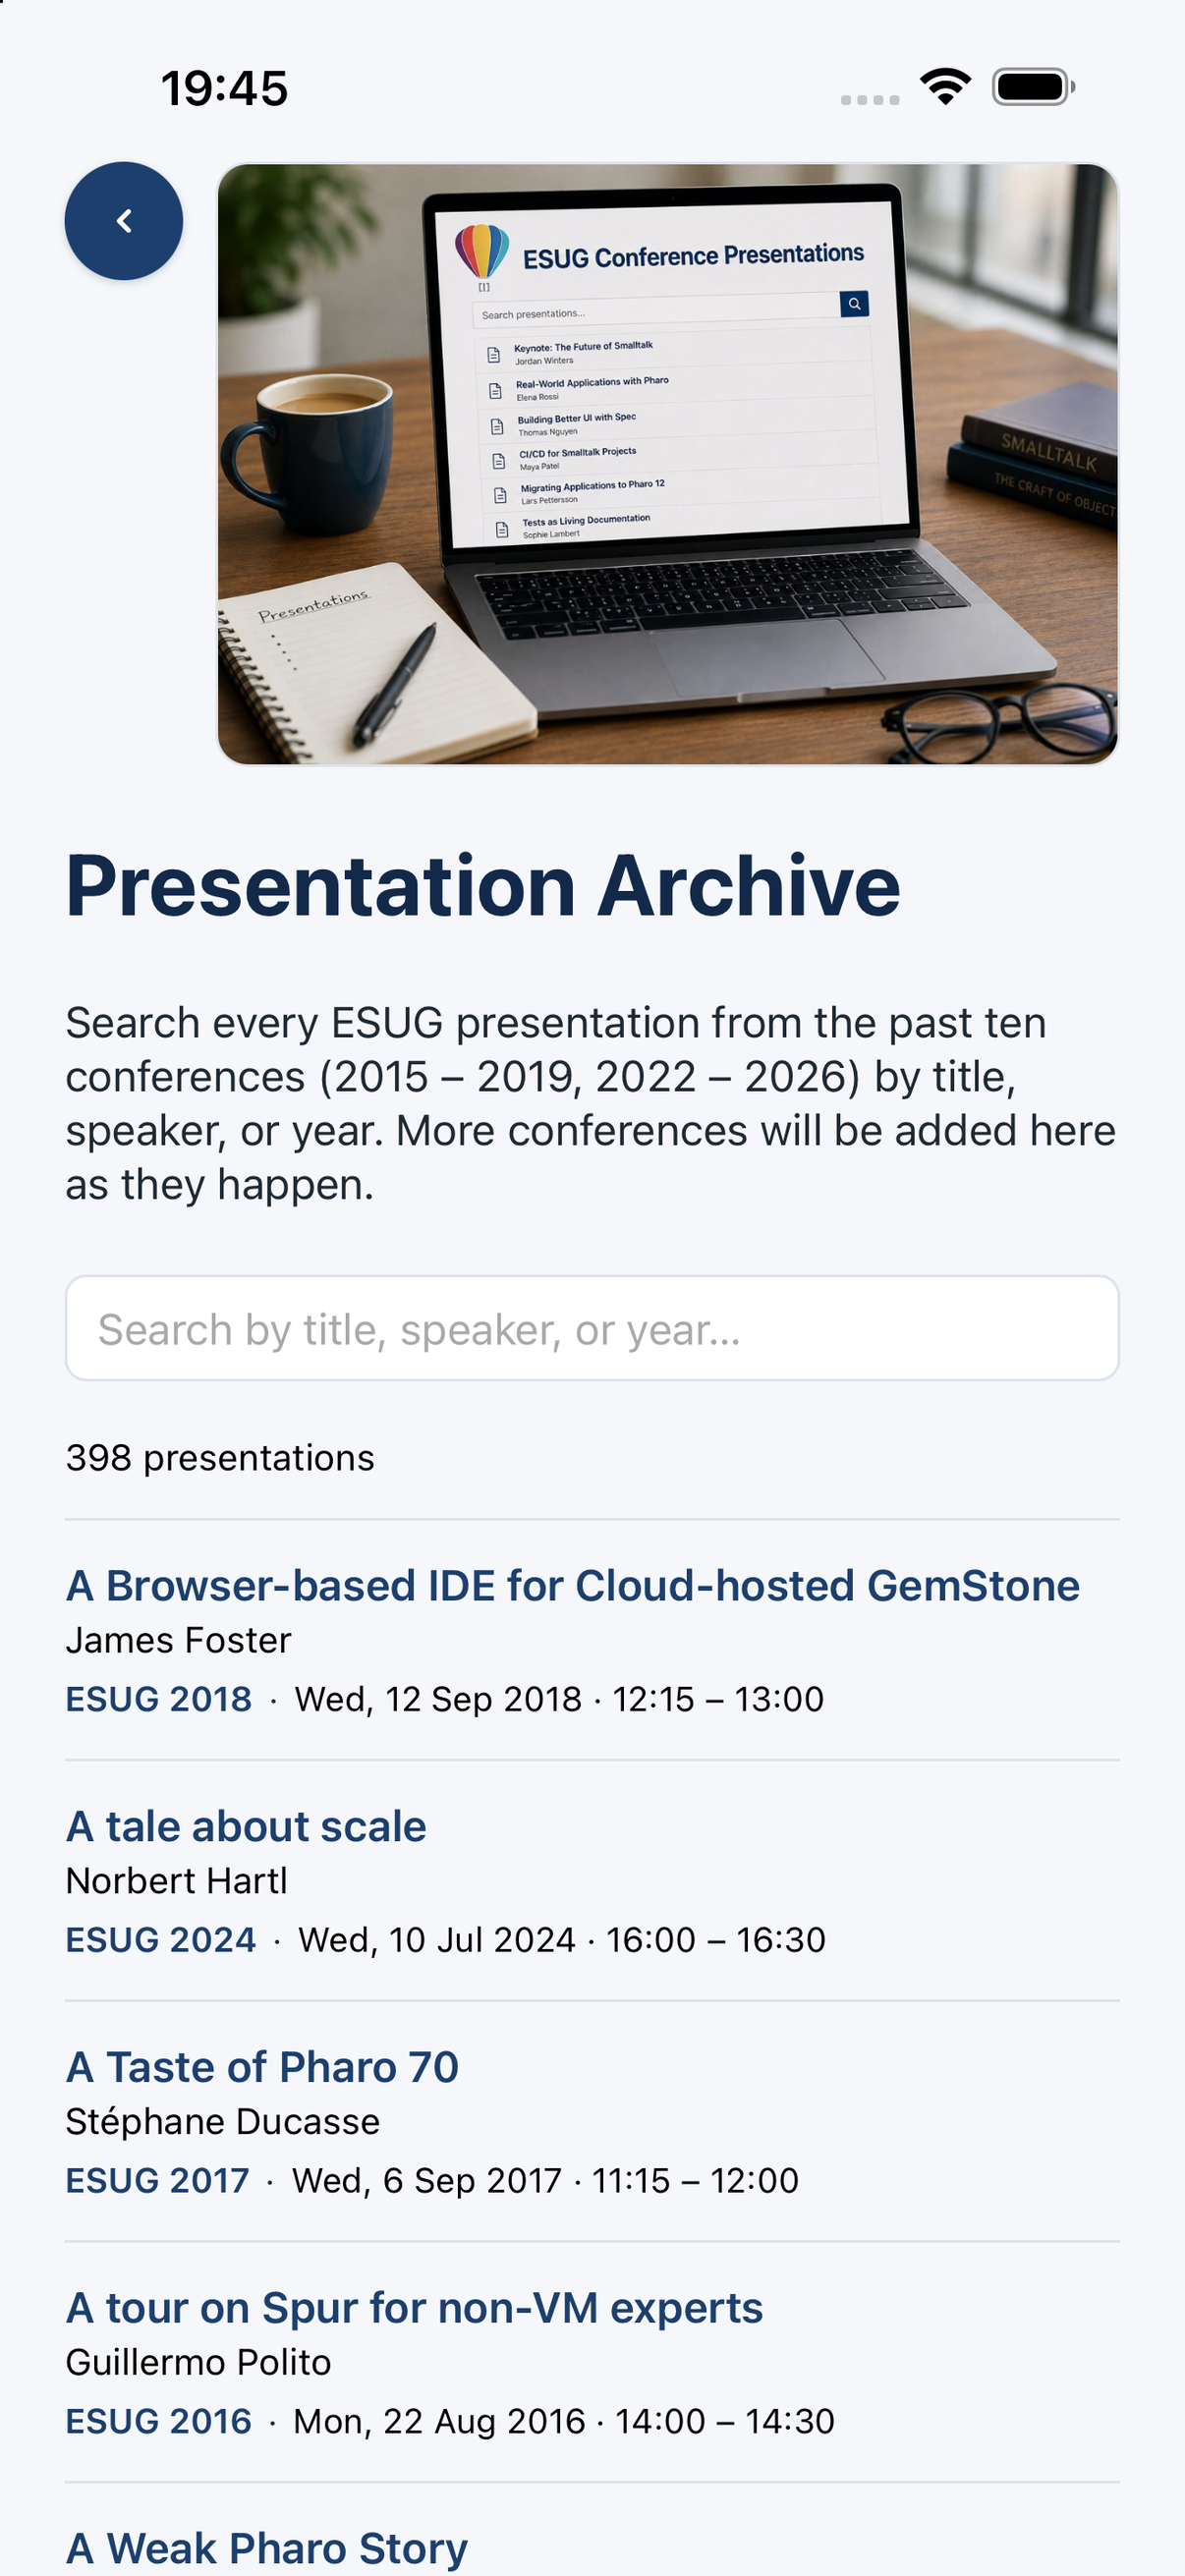 19:45
ESUG Conference Presentations
Search presentations...
Keynote: The Future of Smalltalk
Jordan Winters
Real-World Applications with Pharo
Elena Rossi
Building Better UI with Spec
Thomas Nguyen
CI/CD for Smalltalk Projects
Maya Patel
Migrating Applications to Pharo 12
Lars Pettersson
Tests as Living Documentation
Sophie Lambert
SMALLTALK
THE CRAFT OF OBJECT
Presentations
Presentation Archive
Search every ESUG presentation from the past ten
conferences (2015 – 2019, 2022 – 2026) by title,
speaker, or year. More conferences will be added here
as they happen.
Search by title, speaker, or year...
398 presentations
A Browser-based IDE for Cloud-hosted GemStone
James Foster
ESUG 2018 · Wed, 12 Sep 2018 · 12:15 – 13:00
A tale about scale
Norbert Hartl
ESUG 2024 · Wed, 10 Jul 2024 · 16:00 – 16:30
A Taste of Pharo 70
Stéphane Ducasse
ESUG 2017 · Wed, 6 Sep 2017 · 11:15 – 12:00
A tour on Spur for non-VM experts
Guillermo Polito
ESUG 2016 · Mon, 22 Aug 2016 · 14:00 – 14:30
A Weak Pharo Story